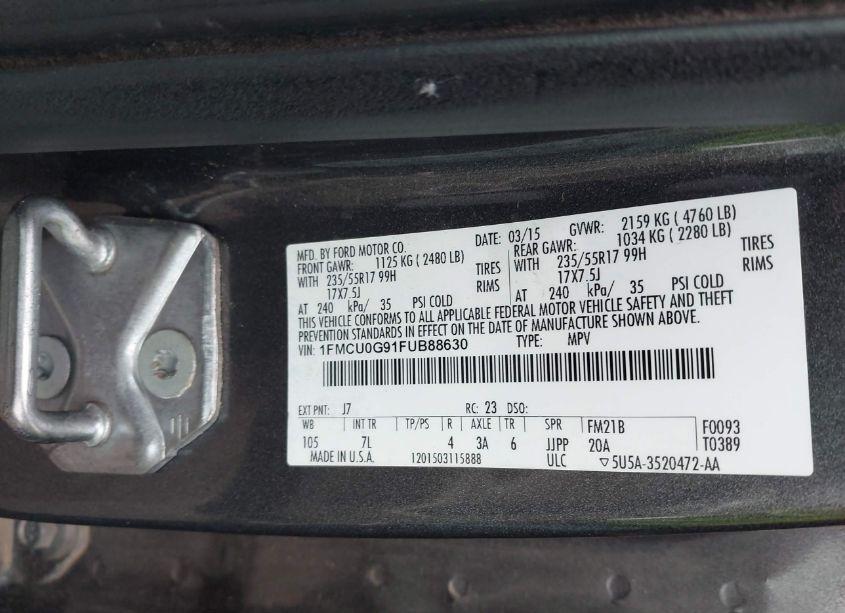 MFD. BY FORD MOTOR CO. DATE: 03/15 GVWR: 2159 KG ( 4760 LB)
FRONT GAWR: 1125 KG ( 2480 LB) REAR GAWR: 1034 KG ( 2280 LB)
WITH 235/55R17 99H TIRES WITH 235/55R17 99H TIRES
17X7.5J RIMS 17X7.5J RIMS
AT 240 kPa/ 35 PSI COLD AT 240 kPa/ 35 PSI COLD
THIS VEHICLE CONFORMS TO ALL APPLICABLE FEDERAL MOTOR VEHICLE SAFETY AND THEFT
PREVENTION STANDARDS IN EFFECT ON THE DATE OF MANUFACTURE SHOWN ABOVE.
VIN: 1FMCU0G91FUB88630 TYPE: MPV
EXT PNT: J7 RC: 23 DSO:
WB INT TR TP/PS R AXLE TR SPR FM21B F0093
105 7L 4 3A 6 JJPP 20A T0389
MADE IN U.S.A. 1201503115888 ULC ▽5U5A-3520472-AA